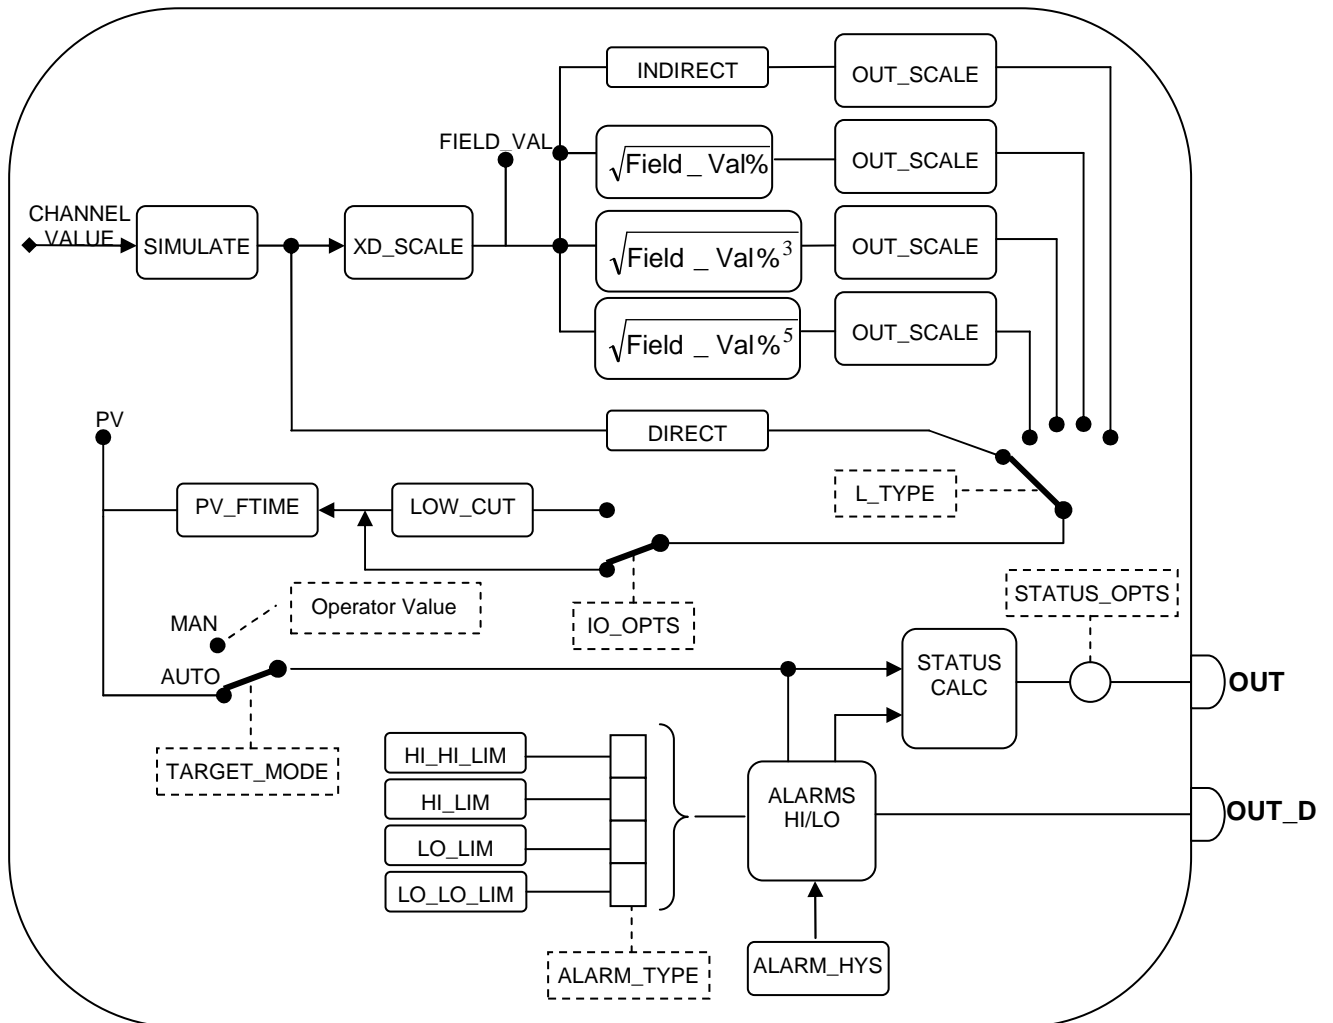 INDIRECT
OUT_SCALE
FIELD_VAL
√Field _ Val%
OUT_SCALE
CHANNEL
VALUE
SIMULATE
XD_SCALE
√Field _ Val%³
OUT_SCALE
√Field _ Val%⁵
OUT_SCALE
PV
DIRECT
L_TYPE
PV_FTIME
LOW_CUT
Operator Value
IO_OPTS
STATUS_OPTS
MAN
AUTO
STATUS
CALC
OUT
TARGET_MODE
HI_HI_LIM
HI_LIM
LO_LIM
LO_LO_LIM
ALARMS
HI/LO
OUT_D
ALARM_TYPE
ALARM_HYS